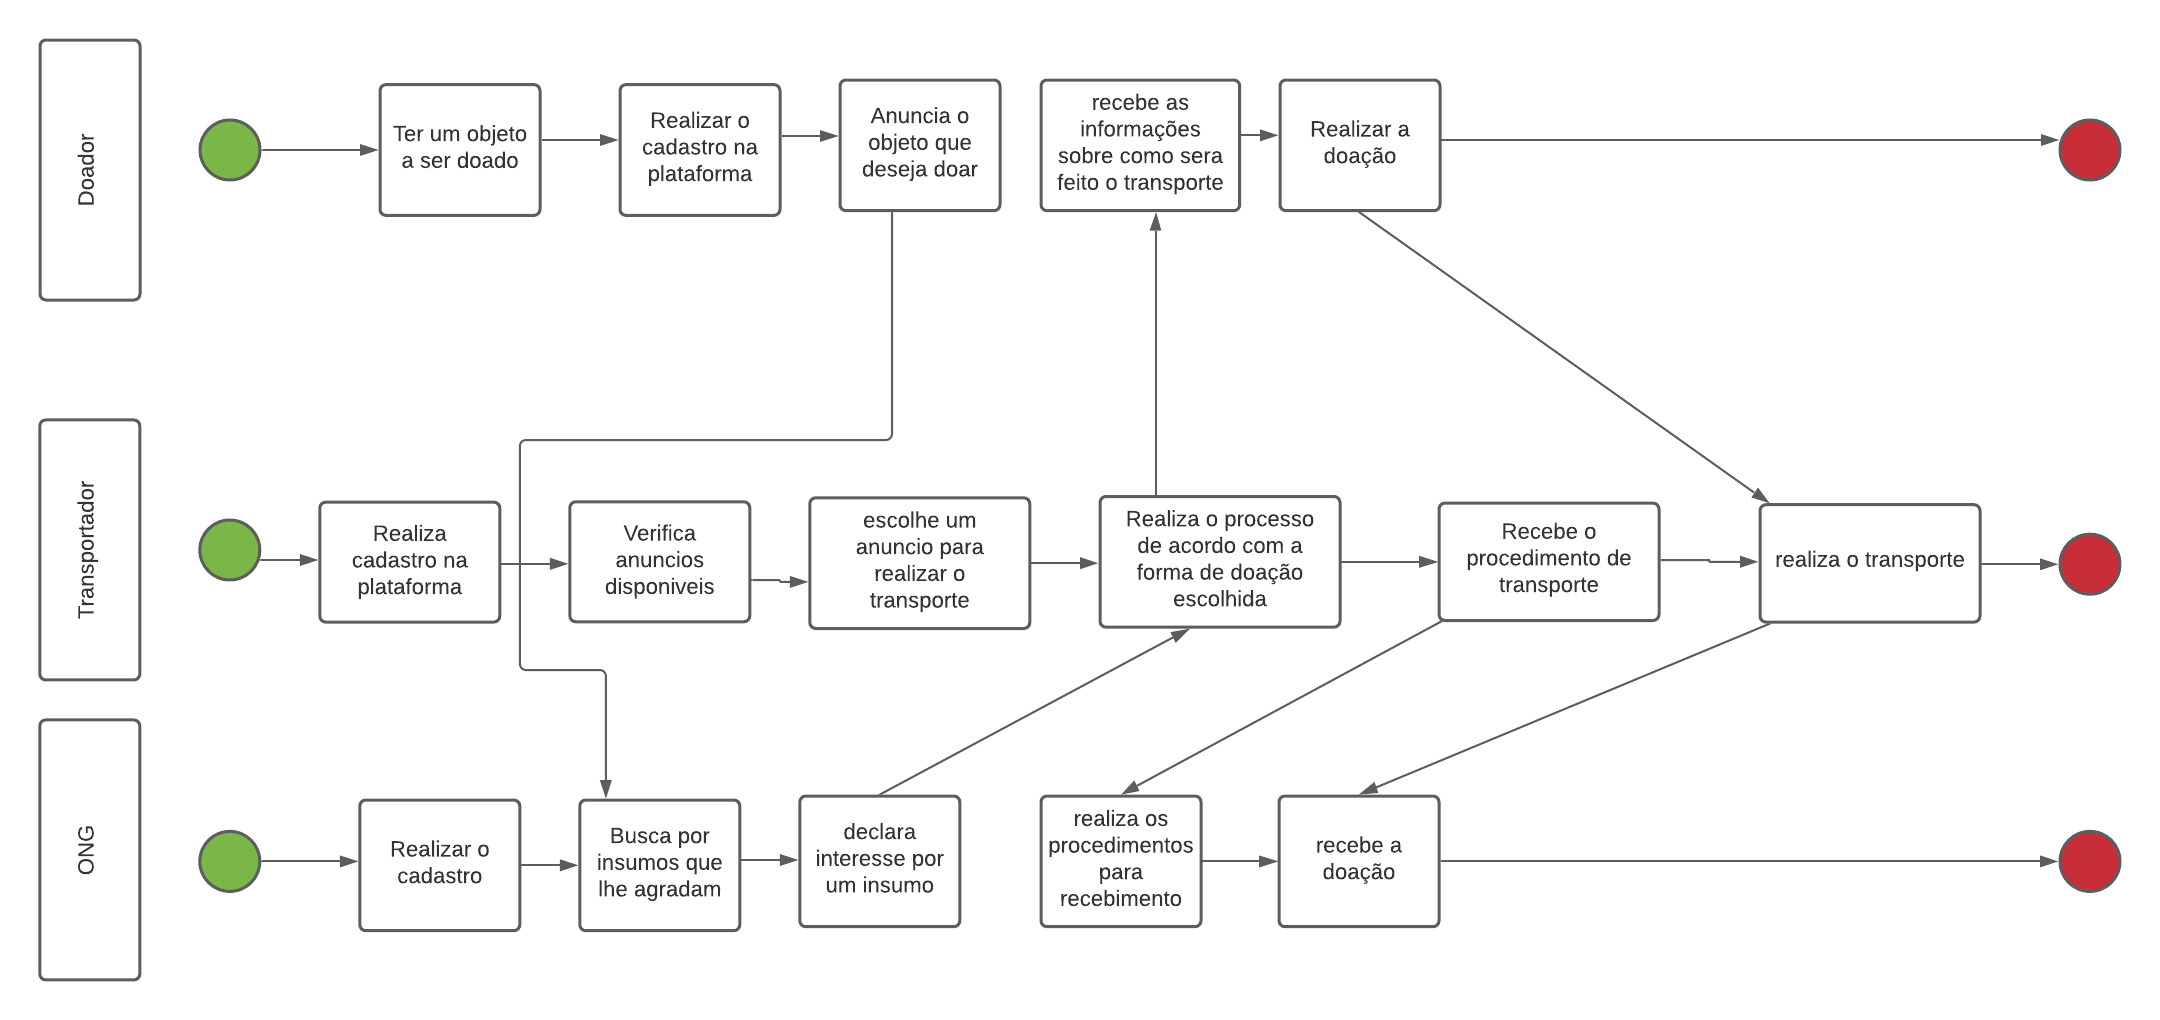 Doador
Ter um objeto
a ser doado
Realizar o
cadastro na
plataforma
Anuncia o
objeto que
deseja doar
recebe as
informações
sobre como sera
feito o transporte
Realizar a
doação
Transportador
Realiza
cadastro na
plataforma
Verifica
anuncios
disponiveis
escolhe um
anuncio para
realizar o
transporte
Realiza o processo
de acordo com a
forma de doação
escolhida
Recebe o
procedimento de
transporte
realiza o transporte
ONG
Realizar o
cadastro
Busca por
insumos que
lhe agradam
declara
interesse por
um insumo
realiza os
procedimentos
para
recebimento
recebe a
doação